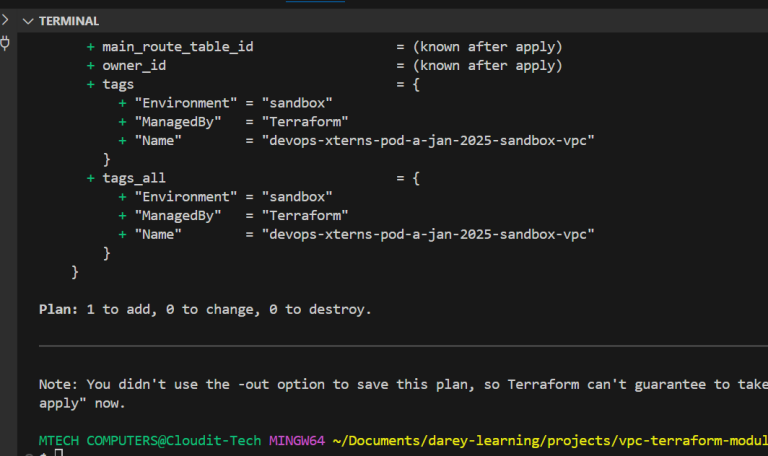 TERMINAL
+ main_route_table_id = (known after apply)
+ owner_id = (known after apply)
+ tags = {
+ "Environment" = "sandbox"
+ "ManagedBy" = "Terraform"
+ "Name" = "devops-xterns-pod-a-jan-2025-sandbox-vpc"
}
+ tags_all = {
+ "Environment" = "sandbox"
+ "ManagedBy" = "Terraform"
+ "Name" = "devops-xterns-pod-a-jan-2025-sandbox-vpc"
}
}
Plan: 1 to add, 0 to change, 0 to destroy.
Note: You didn't use the -out option to save this plan, so Terraform can't guarantee to take
apply" now.
MTECH COMPUTERS@Cloudit-Tech MINGW64 ~/Documents/darey-learning/projects/vpc-terraform-modul